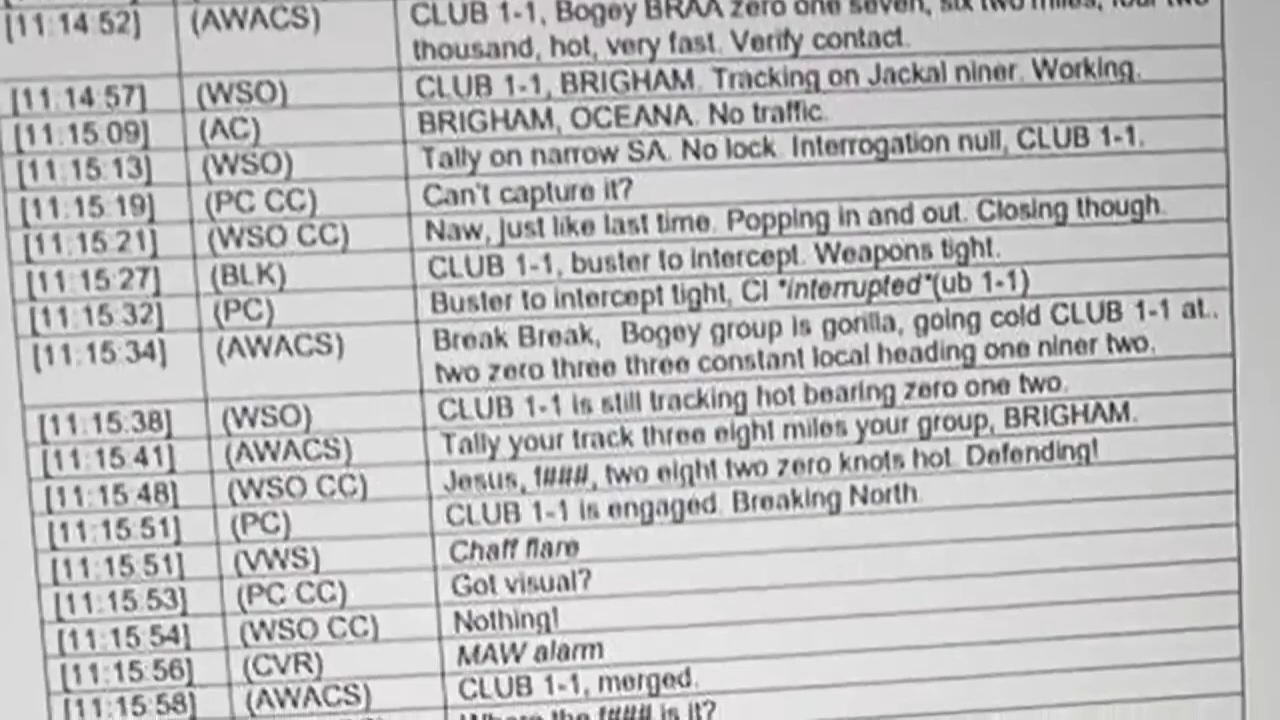 [11:14:52] (AWACS) CLUB 1-1, Bogey BRAA zero one seven, six two miles, four two
thousand, hot, very fast. Verify contact.
[11:14:57] (WSO) CLUB 1-1, BRIGHAM. Tracking on Jackal niner. Working.
[11:15:09] (AC) BRIGHAM, OCEANA. No traffic.
[11:15:13] (WSO) Tally on narrow SA. No lock. Interrogation null, CLUB 1-1.
[11:15:19] (PC CC) Can't capture it?
[11:15:21] (WSO CC) Naw, just like last time. Popping in and out. Closing though.
[11:15:27] (BLK) CLUB 1-1, buster to intercept. Weapons tight.
[11:15:32] (PC) Buster to intercept tight, Cl *interrupted*(ub 1-1)
[11:15:34] (AWACS) Break Break, Bogey group is gorilla, going cold CLUB 1-1 at..
two zero three three constant local heading one niner two.
[11:15:38] (WSO) CLUB 1-1 is still tracking hot bearing zero one two.
[11:15:41] (AWACS) Tally your track three eight miles your group, BRIGHAM.
[11:15:48] (WSO CC) Jesus, f###, two eight two zero knots hot. Defending!
[11:15:51] (PC) CLUB 1-1 is engaged. Breaking North.
[11:15:51] (VWS) Chaff flare
[11:15:53] (PC CC) Got visual?
[11:15:54] (WSO CC) Nothing!
[11:15:56] (CVR) MAW alarm
[11:15:58] (AWACS) CLUB 1-1, merged.
Where the f### is it?